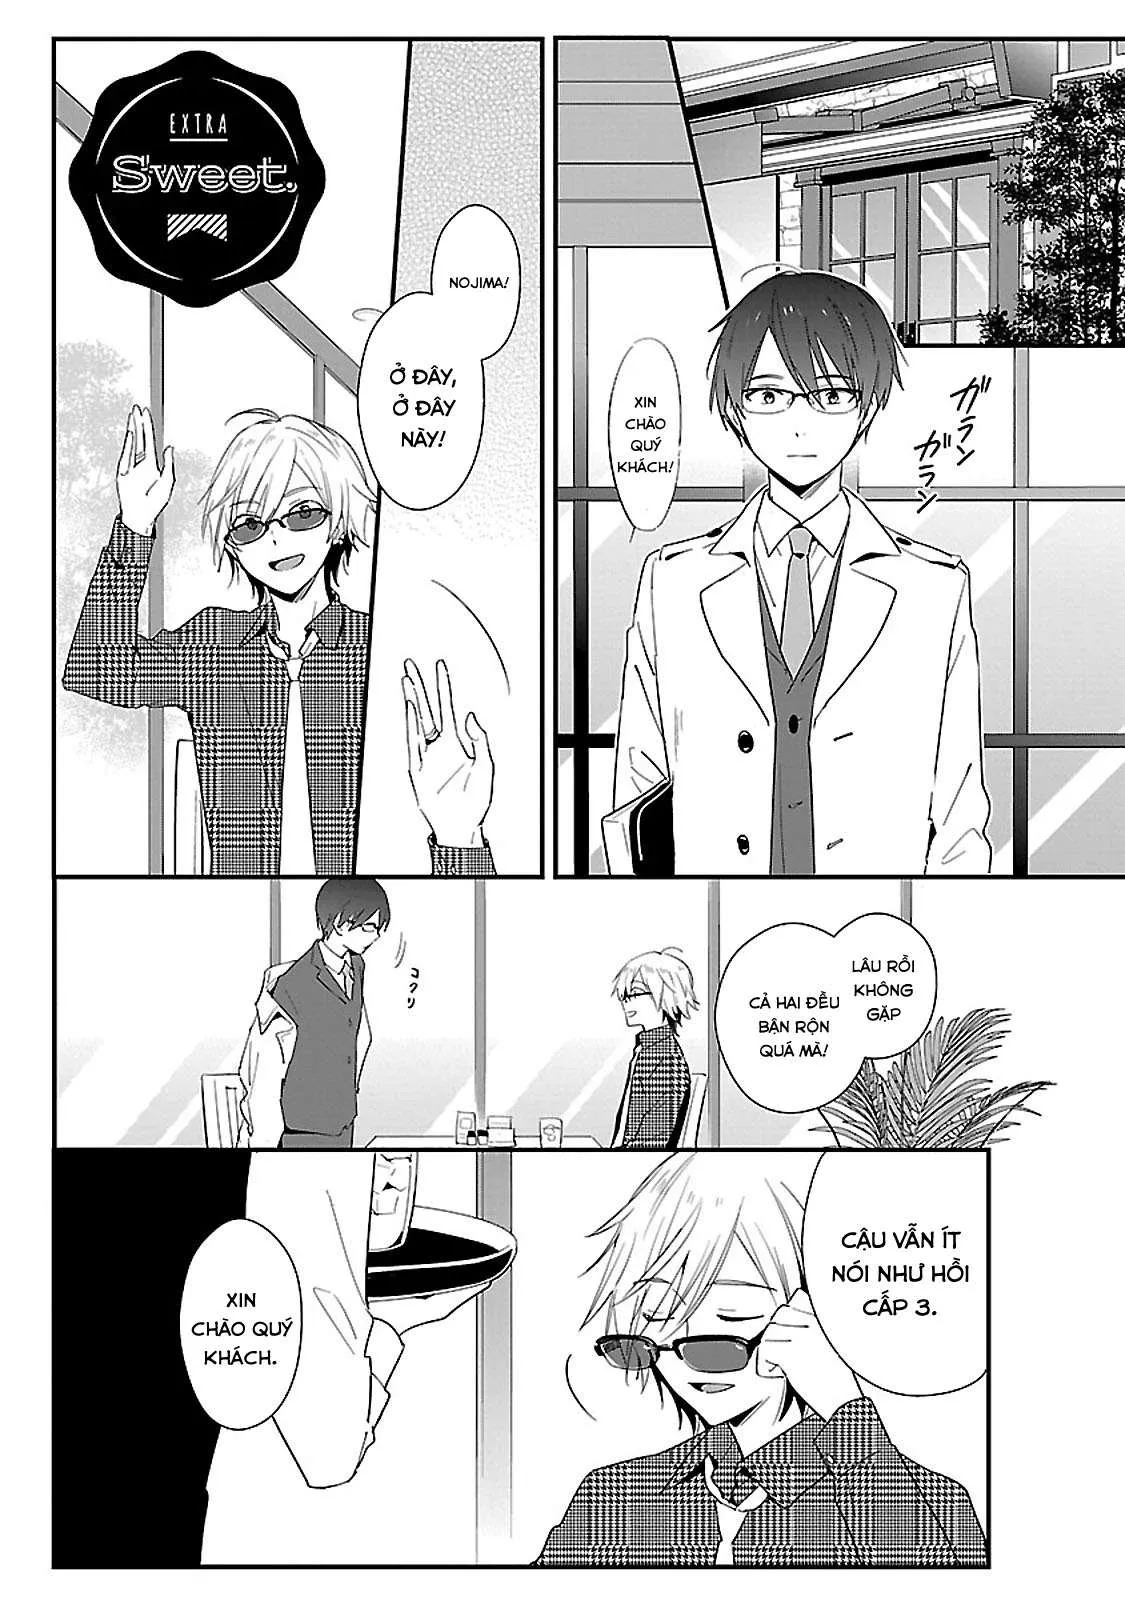 EXTRA
Sweet.
XIN
CHÀO
QUÝ
KHÁCH!
ガラン
ガラン
NOJIMA!
Ở ĐÂY,
Ở ĐÂY
NÀY!
LÂU RỒI
KHÔNG
GẶP
CẢ HAI ĐỀU
BẬN RỘN
QUÁ MÀ!
コクリ
CẬU VẪN ÍT
NÓI NHƯ HỒI
CẤP 3.
XIN
CHÀO QUÝ
KHÁCH.